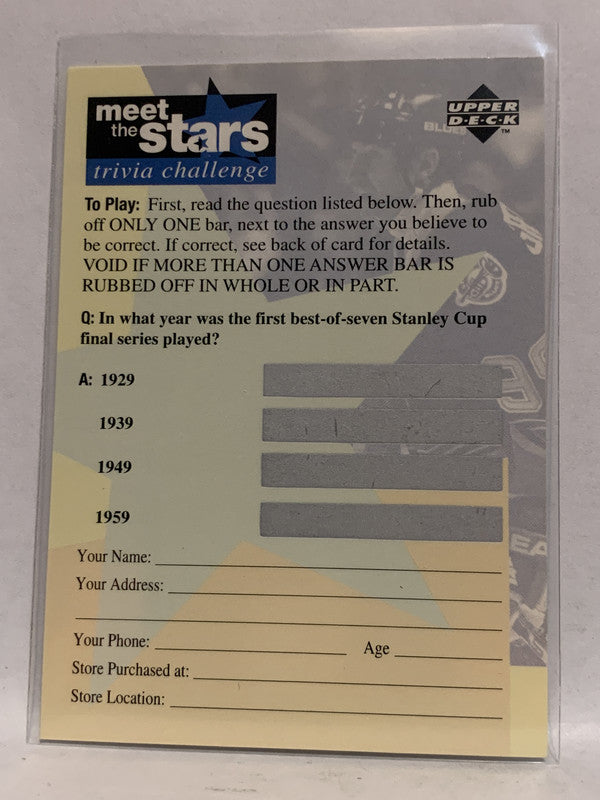 meet
the stars
trivia challenge
UPPER
D·E·C·K
TM
BLUES
To Play: First, read the question listed below. Then, rub
off ONLY ONE bar, next to the answer you believe to
be correct. If correct, see back of card for details.
VOID IF MORE THAN ONE ANSWER BAR IS
RUBBED OFF IN WHOLE OR IN PART.
Q: In what year was the first best-of-seven Stanley Cup
final series played?
A: 1929
1939
1949
1959
Your Name:
Your Address:
Your Phone: Age
Store Purchased at:
Store Location: